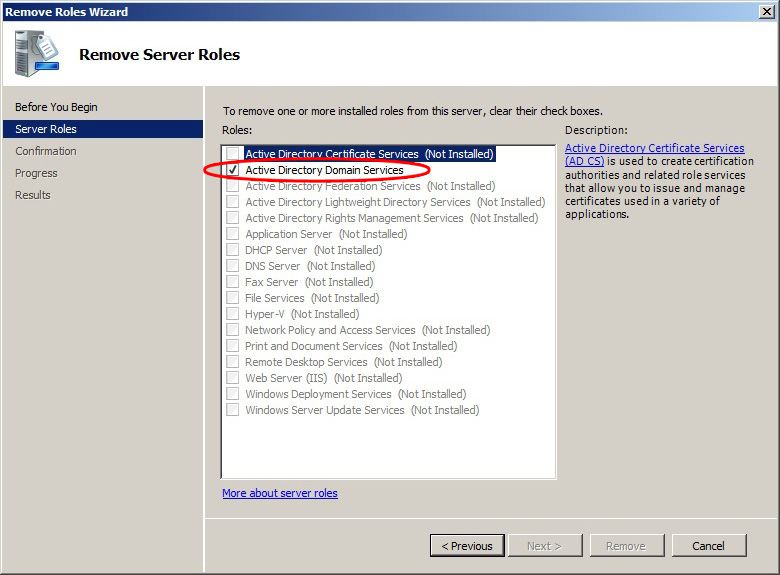 Remove Roles Wizard
Remove Server Roles
Before You Begin
Server Roles
Confirmation
Progress
Results
To remove one or more installed roles from this server, clear their check boxes.
Roles:
Active Directory Certificate Services (Not Installed)
Active Directory Domain Services
Active Directory Federation Services (Not Installed)
Active Directory Lightweight Directory Services (Not Installed)
Active Directory Rights Management Services (Not Installed)
Application Server (Not Installed)
DHCP Server (Not Installed)
DNS Server (Not Installed)
Fax Server (Not Installed)
File Services (Not Installed)
Hyper-V (Not Installed)
Network Policy and Access Services (Not Installed)
Print and Document Services (Not Installed)
Remote Desktop Services (Not Installed)
Web Server (IIS) (Not Installed)
Windows Deployment Services (Not Installed)
Windows Server Update Services (Not Installed)
More about server roles
Description:
Active Directory Certificate Services
(AD CS) is used to create certification
authorities and related role services
that allow you to issue and manage
certificates used in a variety of
applications.
< Previous
Next >
Remove
Cancel